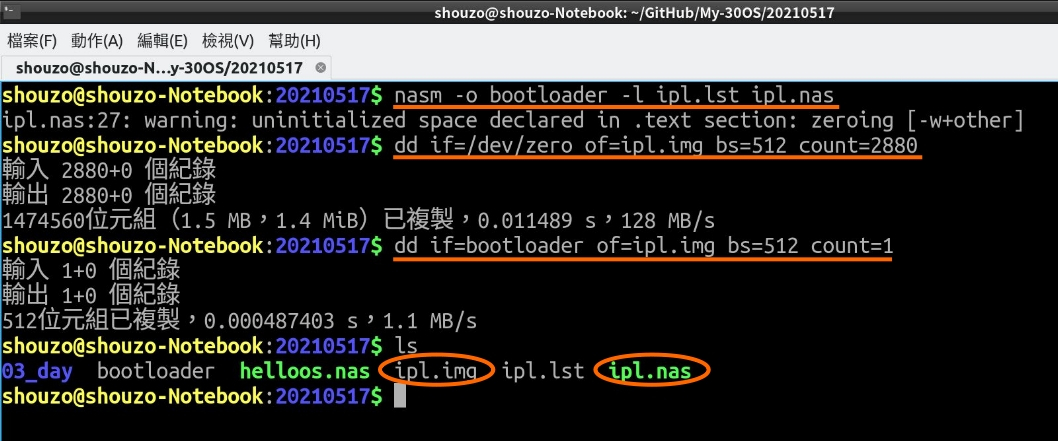 shouzo@shouzo-Notebook: ~/GitHub/My-30OS/20210517
檔案(F) 動作(A) 編輯(E) 檢視(V) 幫助(H)
shouzo@shouzo-N...y-30OS/20210517
shouzo@shouzo-Notebook:20210517$ nasm -o bootloader -l ipl.lst ipl.nas
ipl.nas:27: warning: uninitialized space declared in .text section: zeroing [-w+other]
shouzo@shouzo-Notebook:20210517$ dd if=/dev/zero of=ipl.img bs=512 count=2880
輸入 2880+0 個紀錄
輸出 2880+0 個紀錄
1474560位元組（1.5 MB，1.4 MiB）已複製，0.011489 s，128 MB/s
shouzo@shouzo-Notebook:20210517$ dd if=bootloader of=ipl.img bs=512 count=1
輸入 1+0 個紀錄
輸出 1+0 個紀錄
512位元組已複製，0.000487403 s，1.1 MB/s
shouzo@shouzo-Notebook:20210517$ ls
03_day bootloader helloos.nas ipl.img ipl.lst ipl.nas
shouzo@shouzo-Notebook:20210517$